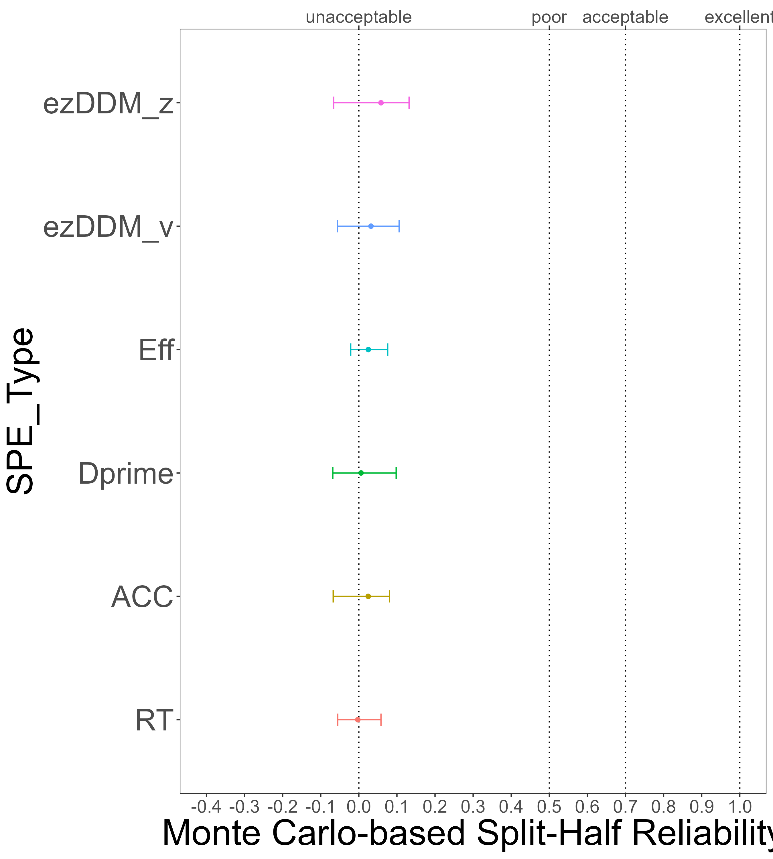 unacceptable poor acceptable excellent
ezDDM_z
ezDDM_v
Eff
Dprime
ACC
RT
SPE_Type
-0.4 -0.3 -0.2 -0.1 0.0 0.1 0.2 0.3 0.4 0.5 0.6 0.7 0.8 0.9 1.0
Monte Carlo-based Split-Half Reliability